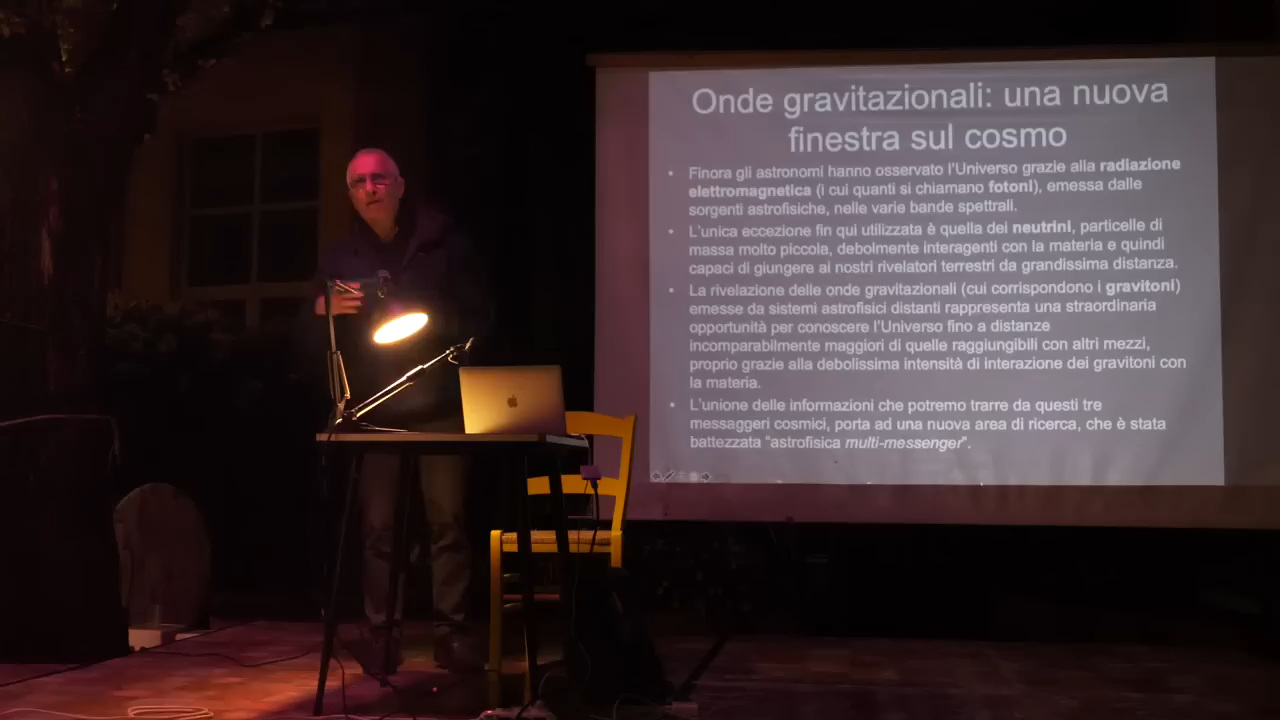 Onde gravitazionali: una nuova
finestra sul cosmo
• Finora gli astronomi hanno osservato l'Universo grazie alla radiazione
elettromagnetica (i cui quanti si chiamano fotoni), emessa dalle
sorgenti astrofisiche, nelle varie bande spettrali.
• L'unica eccezione fin qui utilizzata è quella dei neutrini, particelle di
massa molto piccola, debolmente interagenti con la materia e quindi
capaci di giungere ai nostri rivelatori terrestri da grandissima distanza.
• La rivelazione delle onde gravitazionali (cui corrispondono i gravitoni)
emesse da sistemi astrofisici distanti rappresenta una straordinaria
opportunità per conoscere l'Universo fino a distanze
incomparabilmente maggiori di quelle raggiungibili con altri mezzi,
proprio grazie alla debolissima intensità di interazione dei gravitoni con
la materia.
• L'unione delle informazioni che potremo trarre da questi tre
messaggeri cosmici, porta ad una nuova area di ricerca, che è stata
battezzata "astrofisica multi-messenger".